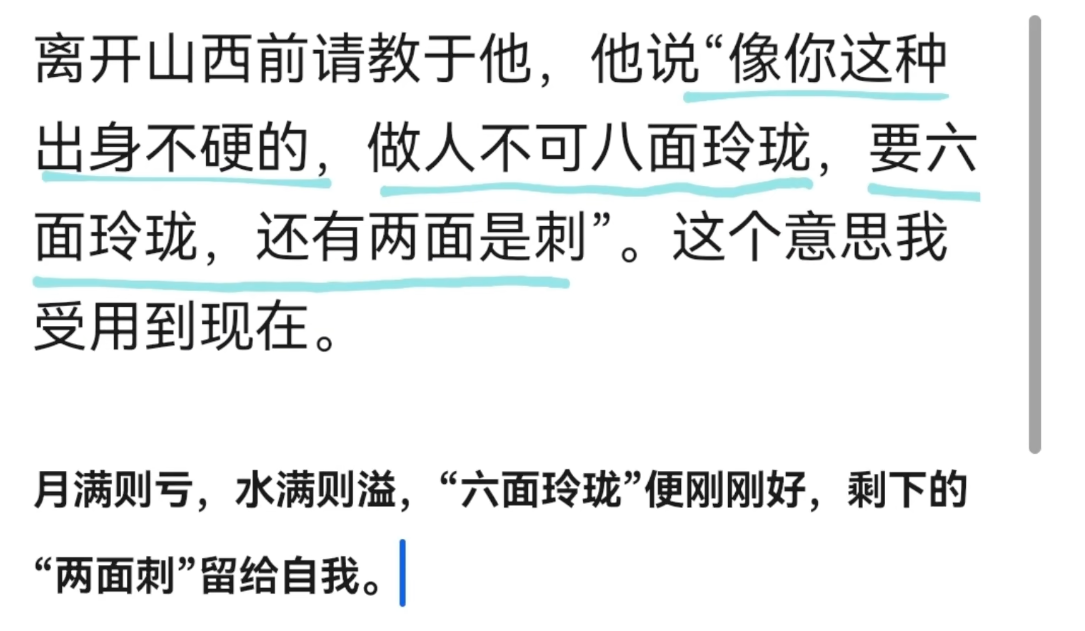 离开山西前请教于他，他说“像你这种
出身不硬的，做人不可八面玲珑，要六
面玲珑，还有两面是刺”。这个意思我
受用到现在。
月满则亏，水满则溢，“六面玲珑”便刚刚好，剩下的
“两面刺”留给自我。